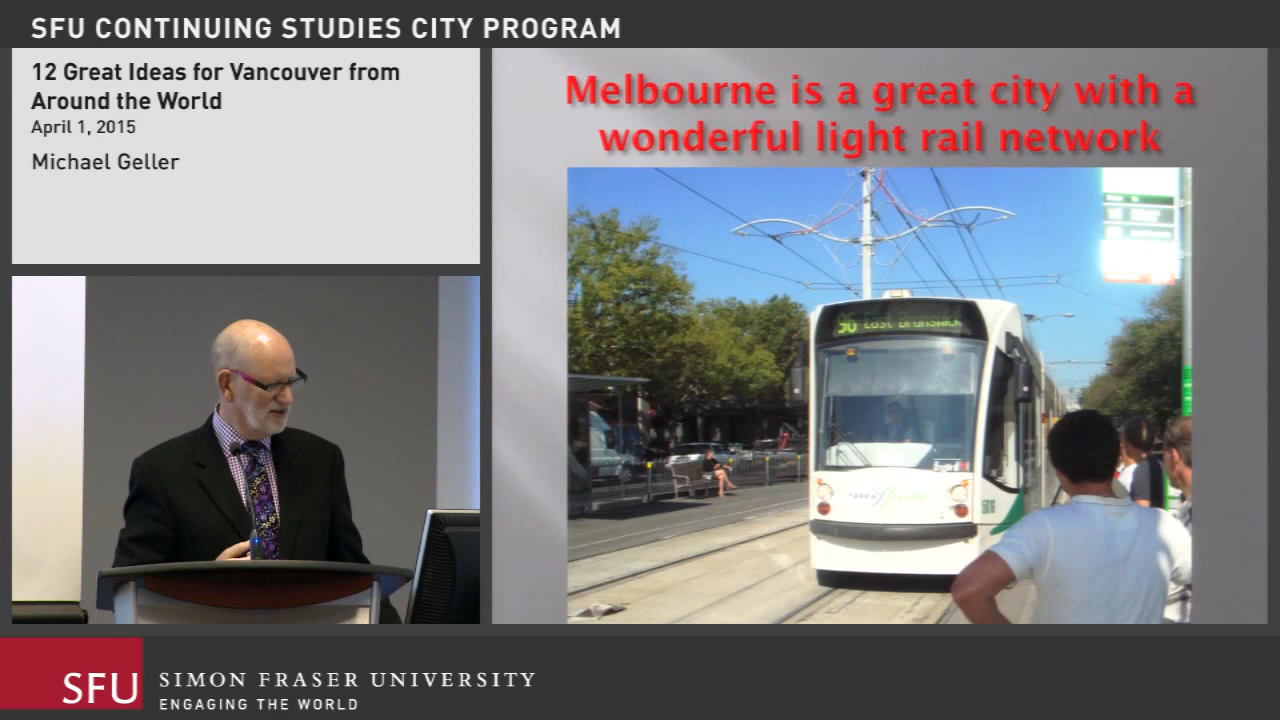 SFU CONTINUING STUDIES CITY PROGRAM
12 Great Ideas for Vancouver from
Around the World
April 1, 2015
Michael Geller
Melbourne is a great city with a
wonderful light rail network
96 East Brunswick
SFU
SIMON FRASER UNIVERSITY
ENGAGING THE WORLD